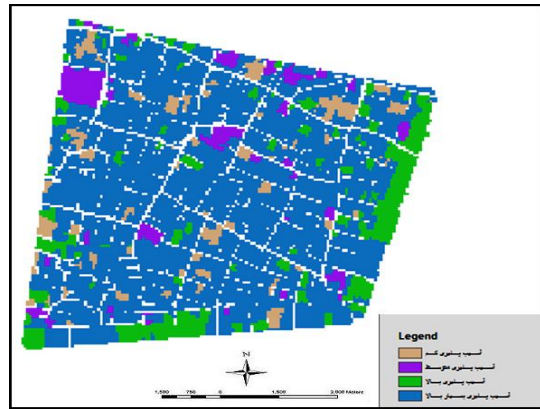 N
1,500 750 0 1,500 3,000 Meters
Legend
آسیب پذیری کم
آسیب پذیری متوسط
آسیب پذیری بالا
آسیب پذیری بسیار بالا